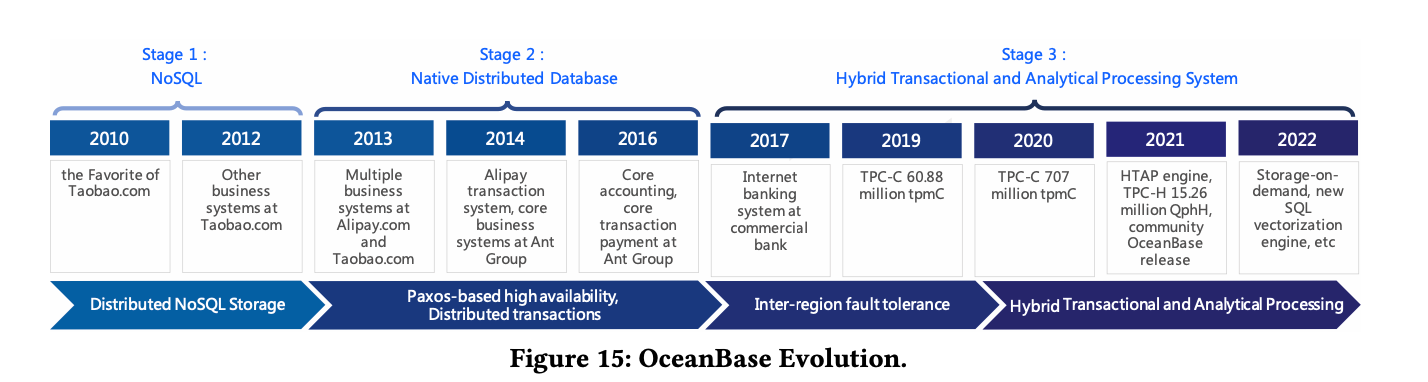 Stage 1 :
NoSQL
Stage 2 :
Native Distributed Database
Stage 3 :
Hybrid Transactional and Analytical Processing System
2010
the Favorite of
Taobao.com
2012
Other
business
systems at
Taobao.com
2013
Multiple
business
systems at
Alipay.com
and
Taobao.com
2014
Alipay
transaction
system, core
business
systems at Ant
Group
2016
Core
accounting,
core
transaction
payment at
Ant Group
2017
Internet
banking
system at
commercial
bank
2019
TPC-C 60.88
million tpmC
2020
TPC-C 707
million tpmC
2021
HTAP engine,
TPC-H 15.26
million QphH,
community
OceanBase
release
2022
Storage-on-
demand, new
SQL
vectorization
engine, etc
Distributed NoSQL Storage
Paxos-based high availability,
Distributed transactions
Inter-region fault tolerance
Hybrid Transactional and Analytical Processing
Figure 15: OceanBase Evolution.